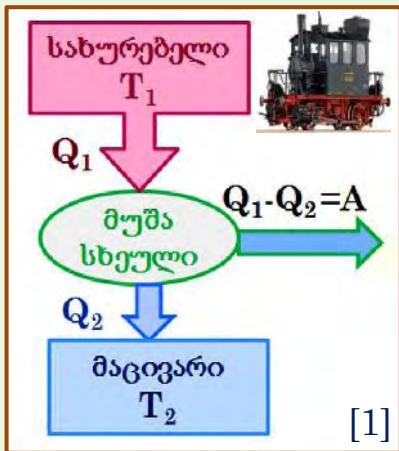 სახურებელი
T₁
Q₁
მუშა
სხეული
Q₁-Q₂=A
Q₂
მაცივარი
T₂
[1]